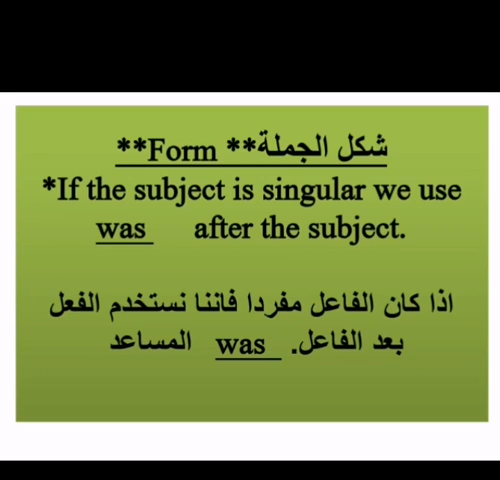 **Form **شكل الجملة
*If the subject is singular we use
was after the subject.
اذا كان الفاعل مفردا فاننا نستخدم الفعل
المساعد was بعد الفاعل.